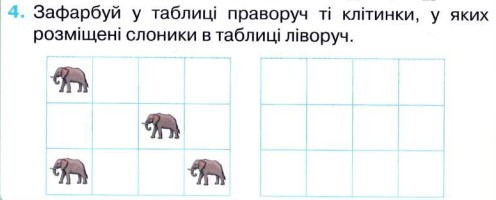 4. Зафарбуй у таблиці праворуч ті клітинки, у яких
розміщені слоники в таблиці ліворуч.